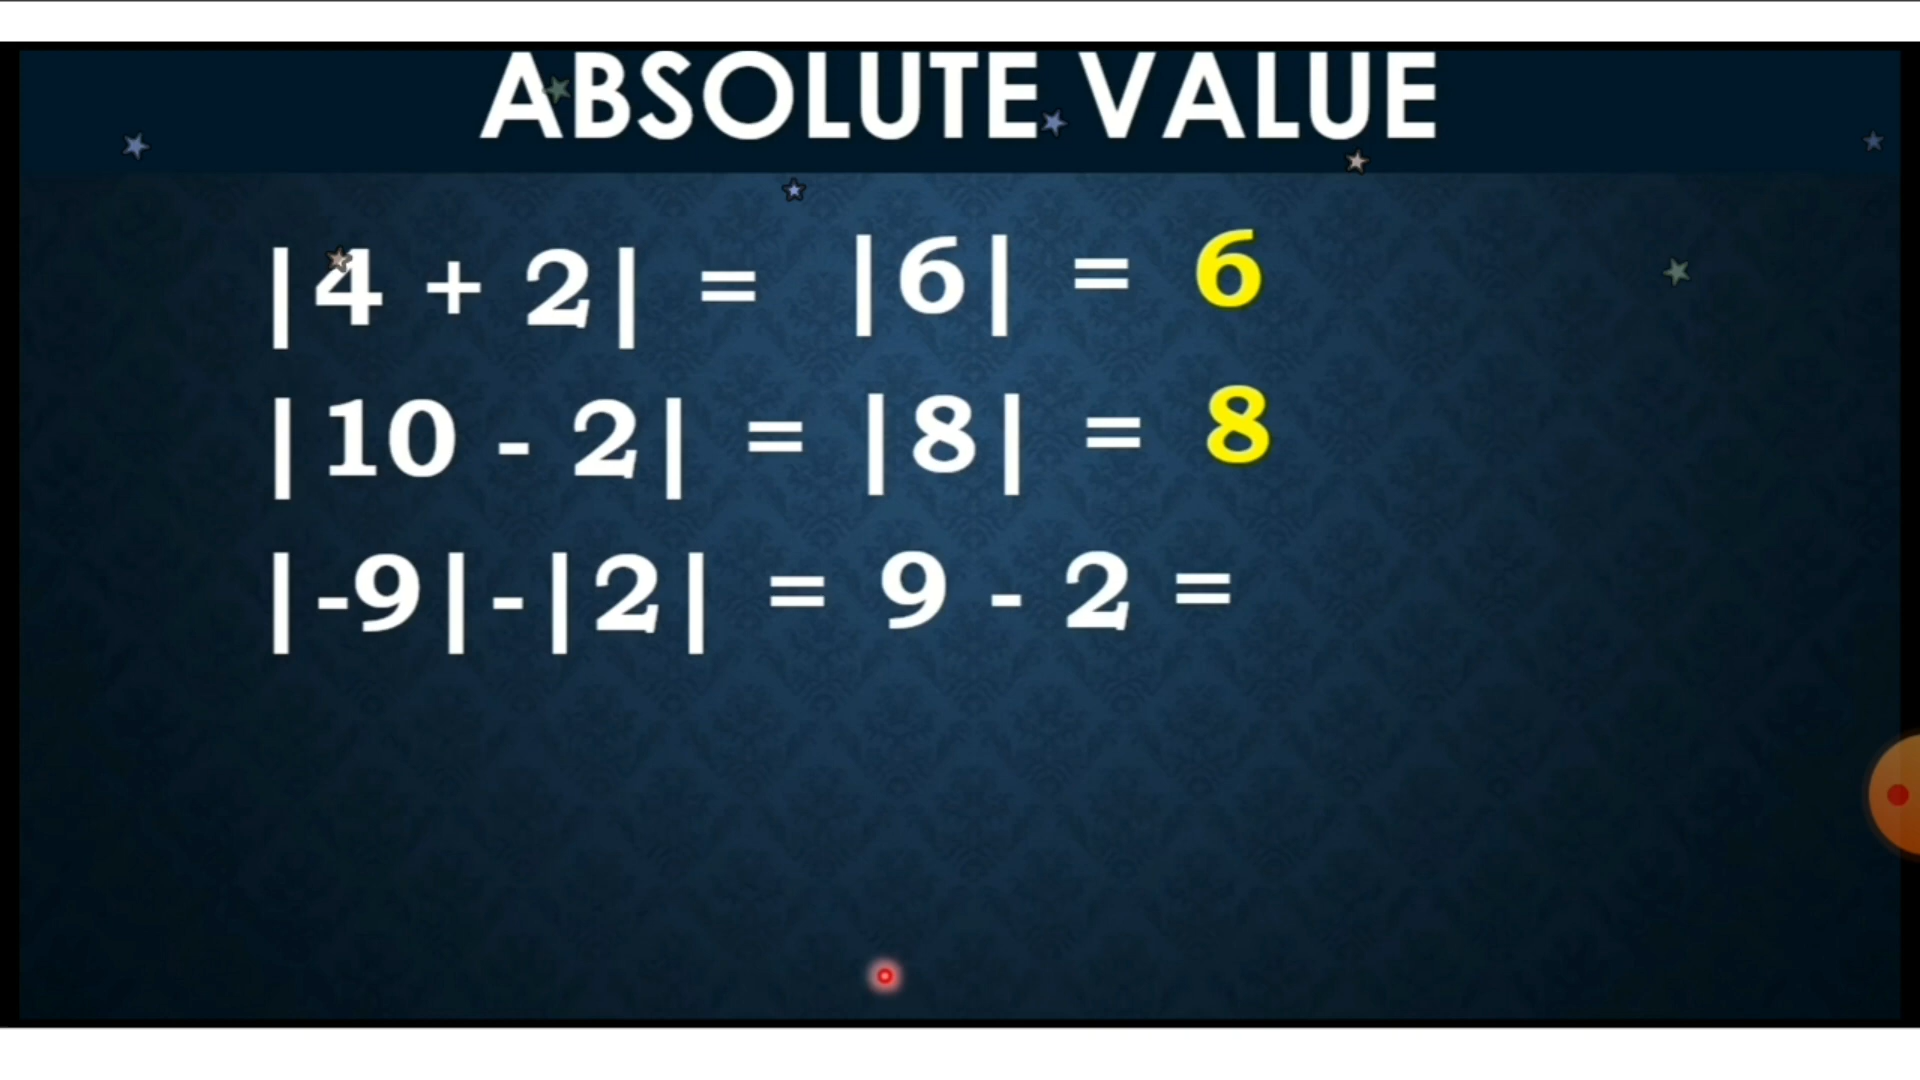 ABSOLUTE VALUE
|4 + 2| = |6| = 6
|10 - 2| = |8| = 8
|-9|-|2| = 9 - 2 =